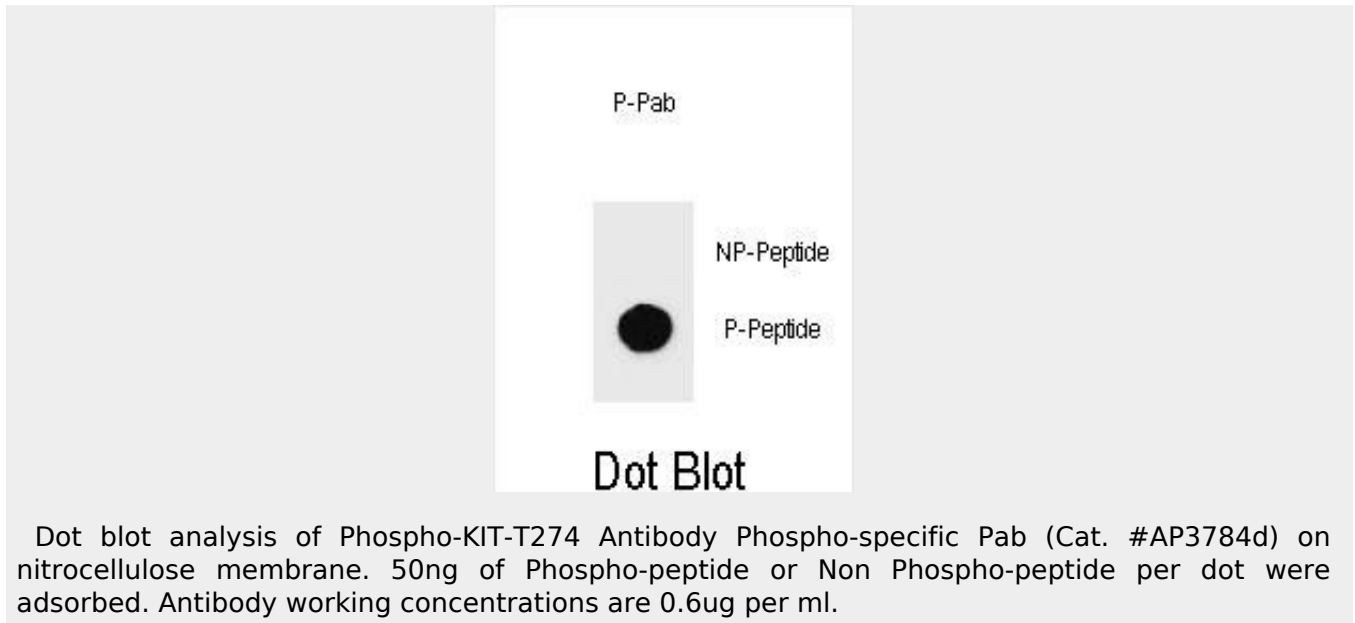 P-Pab
NP-Peptide
P-Peptide
Dot Blot
Dot blot analysis of Phospho-KIT-T274 Antibody Phospho-specific Pab (Cat. #AP3784d) on
nitrocellulose membrane. 50ng of Phospho-peptide or Non Phospho-peptide per dot were
adsorbed. Antibody working concentrations are 0.6ug per ml.